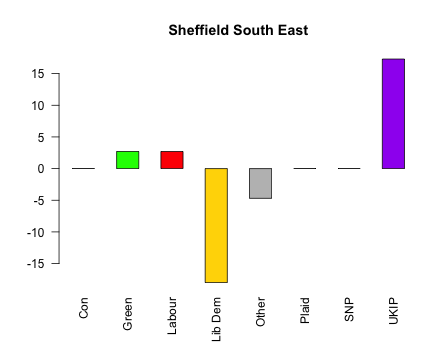 Sheffield South East
15
10
5
0
-5
-10
-15
Con
Green
Labour
Lib Dem
Other
Plaid
SNP
UKIP